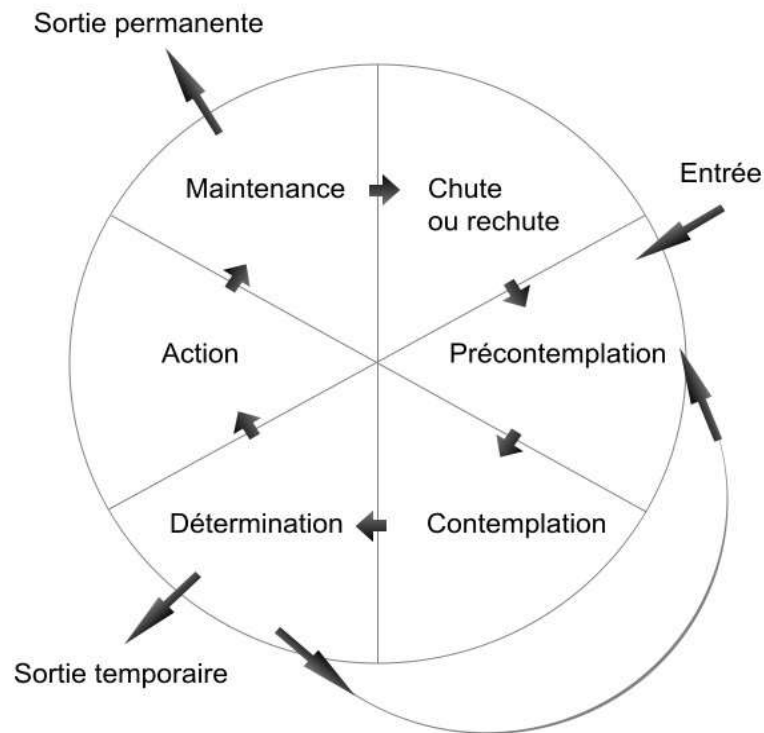 Sortie permanente
Entrée
Maintenance
Chute
ou rechute
Action
Précontemplation
Détermination
Contemplation
Sortie temporaire